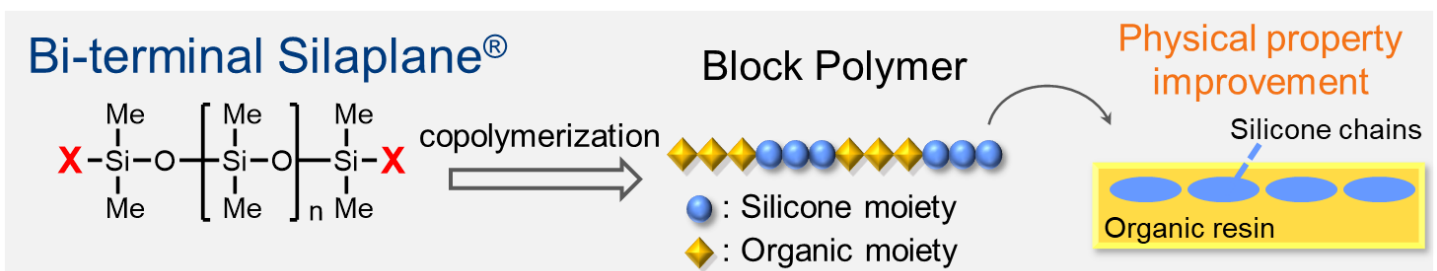 Bi-terminal Silaplane®
Me Me Me
X-Si-O-[Si-O]n-Si-X
Me Me Me
copolymerization
Block Polymer
: Silicone moiety
: Organic moiety
Physical property
improvement
Silicone chains
Organic resin